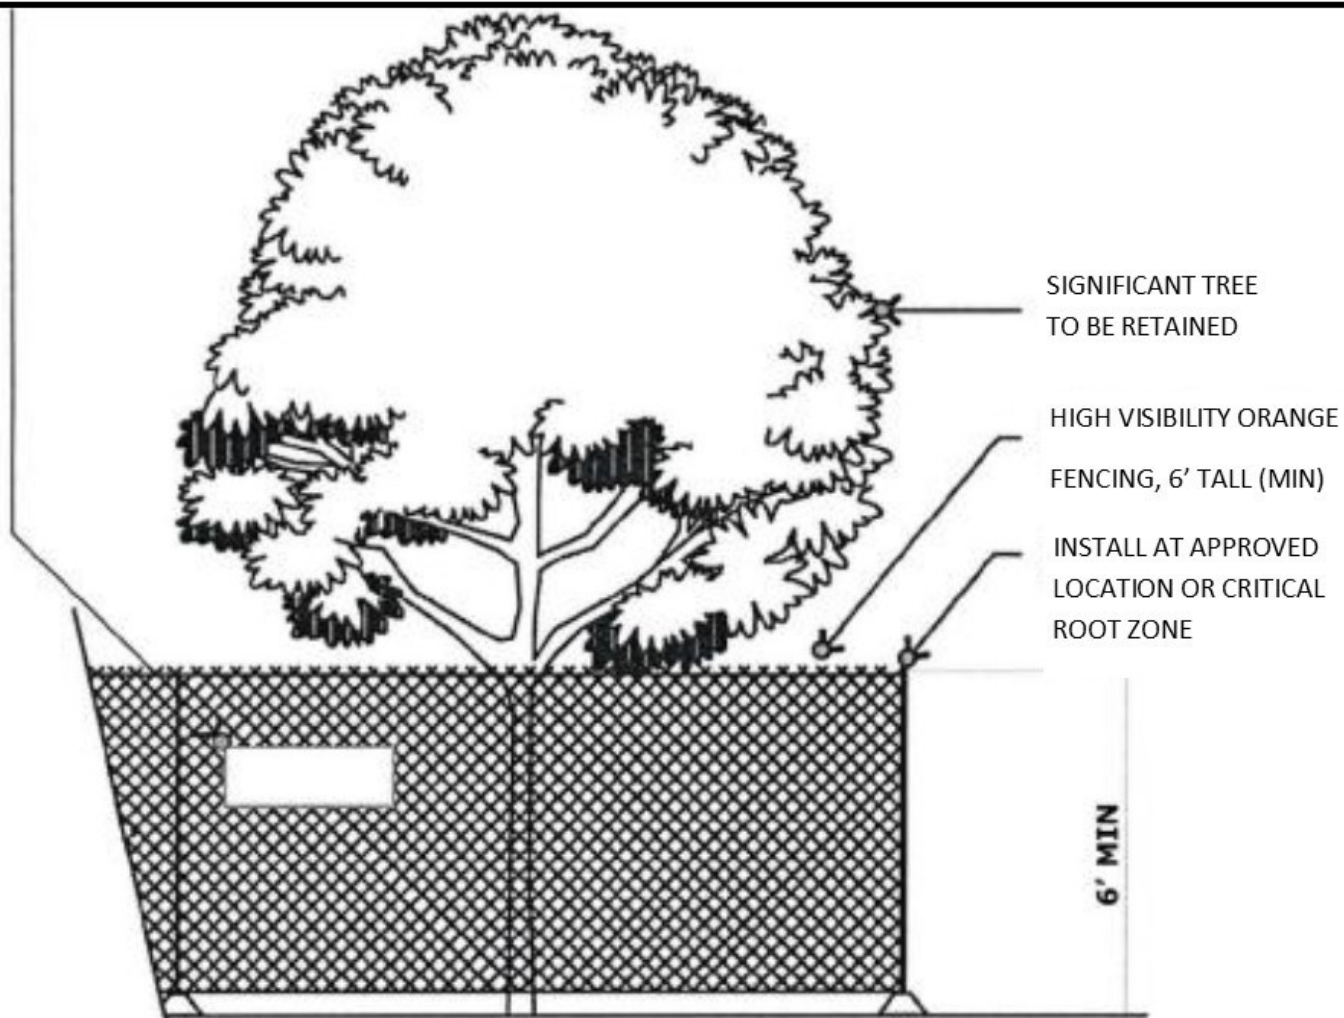 SIGNIFICANT TREE
TO BE RETAINED
HIGH VISIBILITY ORANGE
FENCING, 6’ TALL (MIN)
INSTALL AT APPROVED
LOCATION OR CRITICAL
ROOT ZONE
6’ MIN